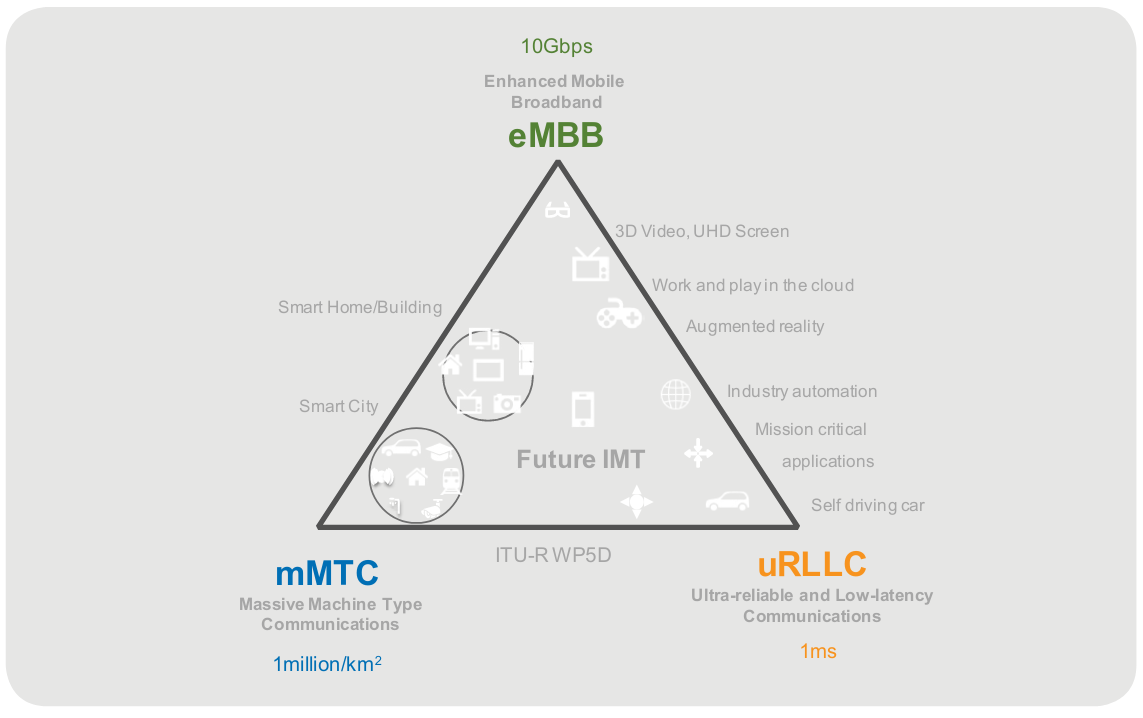 10Gbps
Enhanced Mobile
Broadband
eMBB
3D Video, UHD Screen
Work and play in the cloud
Smart Home/Building
Augmented reality
Industry automation
Smart City
Mission critical
applications
Future IMT
Self driving car
ITU-R WP5D
mMTC
Massive Machine Type
Communications
1million/km²
uRLLC
Ultra-reliable and Low-latency
Communications
1ms